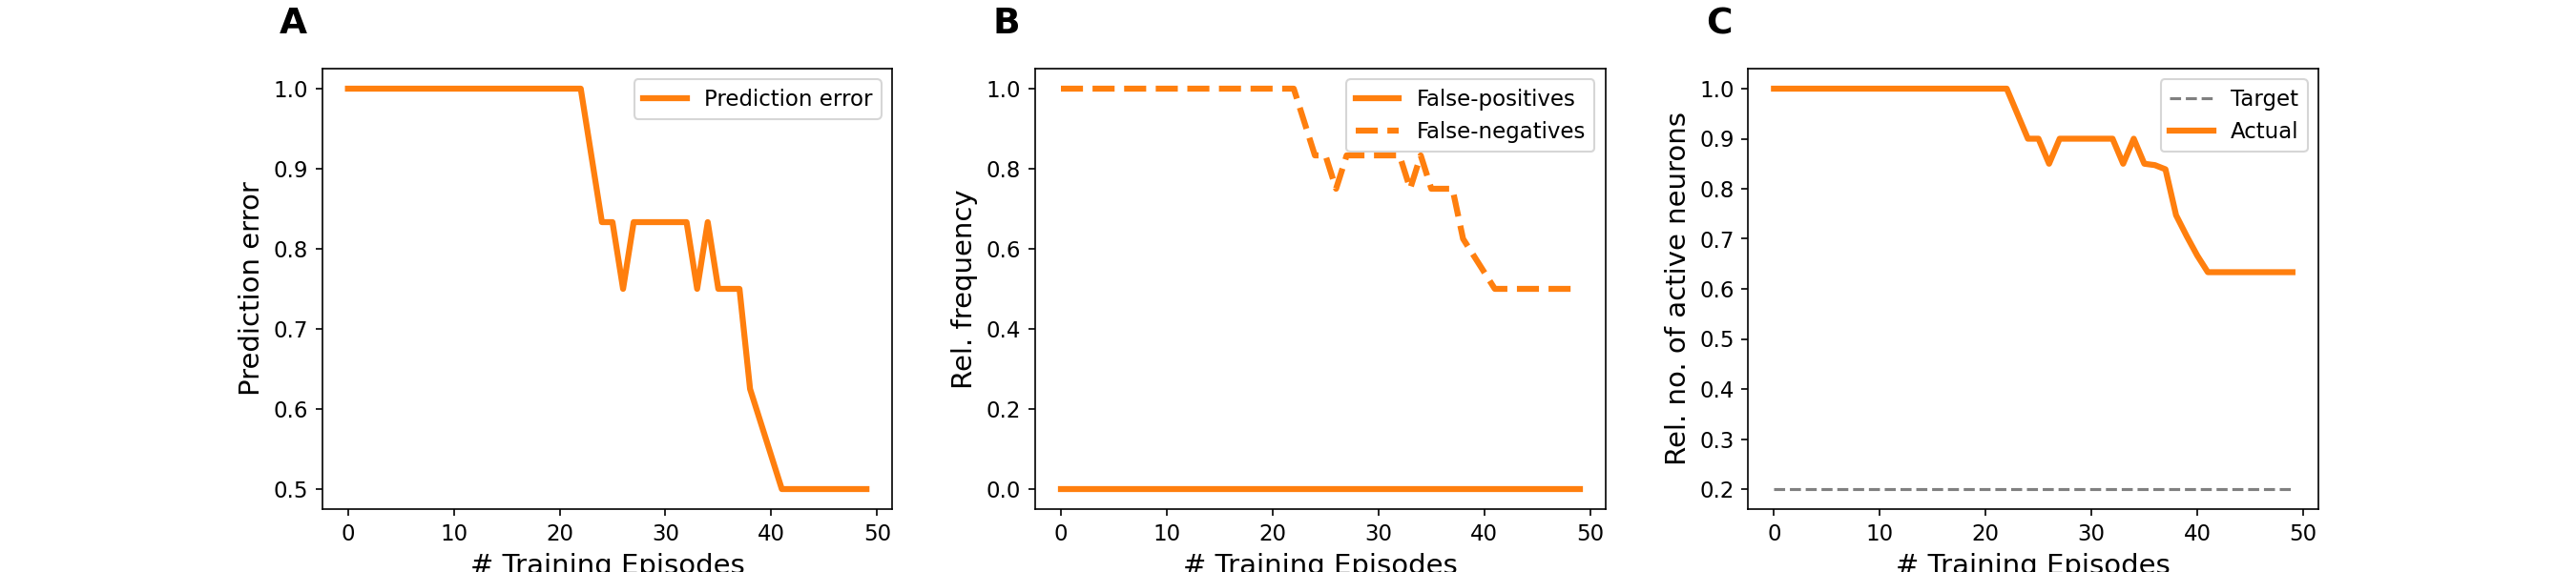 A
Prediction error
1.0
0.9
0.8
0.7
0.6
0.5
Prediction error
0
10
20
30
40
50
# Training Episodes
B
False-positives
False-negatives
1.0
0.8
0.6
0.4
0.2
0.0
Rel. frequency
0
10
20
30
40
50
# Training Episodes
C
Target
Actual
1.0
0.9
0.8
0.7
0.6
0.5
0.4
0.3
0.2
Rel. no. of active neurons
0
10
20
30
40
50
# Training Episodes